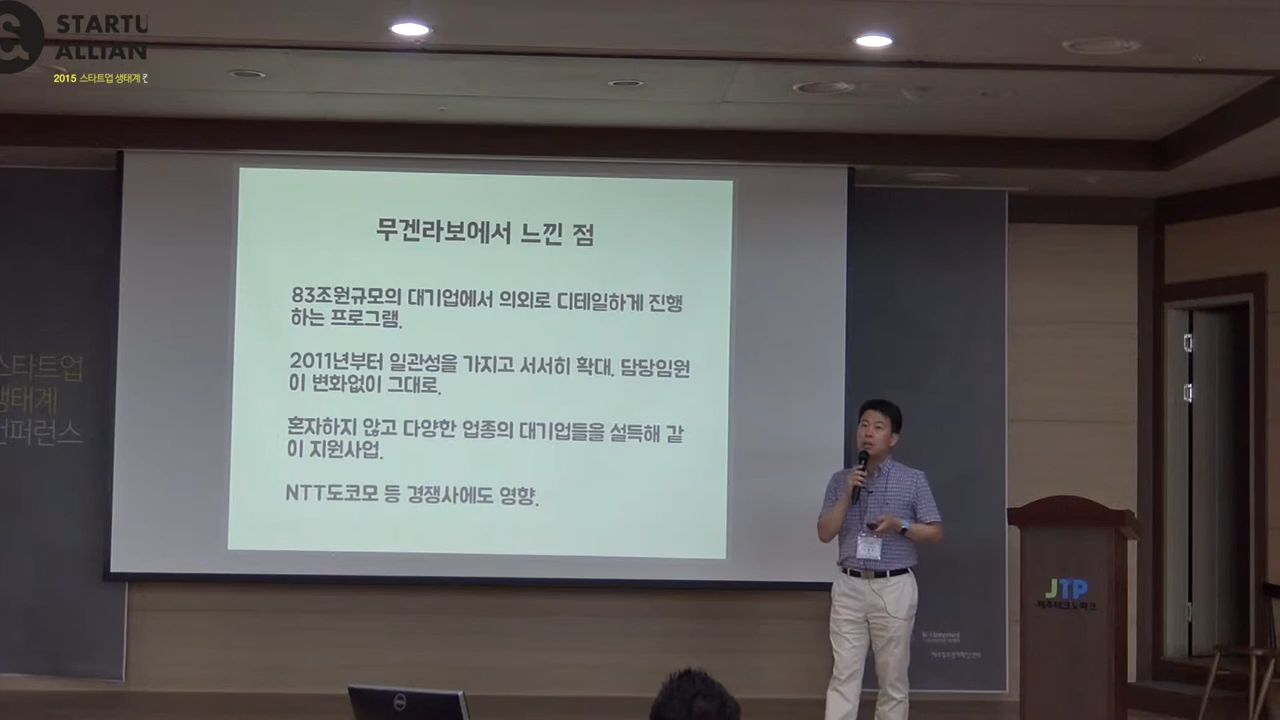 STARTU
ALLIAN
2015 스타트업 생태계 컨
무겐라보에서 느낀 점
83조원규모의 대기업에서 의외로 디테일하게 진행
하는 프로그램.
2011년부터 일관성을 가지고 서서히 확대. 담당임원
이 변화없이 그대로.
혼자하지 않고 다양한 업종의 대기업들을 설득해 같
이 지원사업.
NTT도코모 등 경쟁사에도 영향.
스타트업
생태계
컨퍼런스
JTP
제주테크노파크